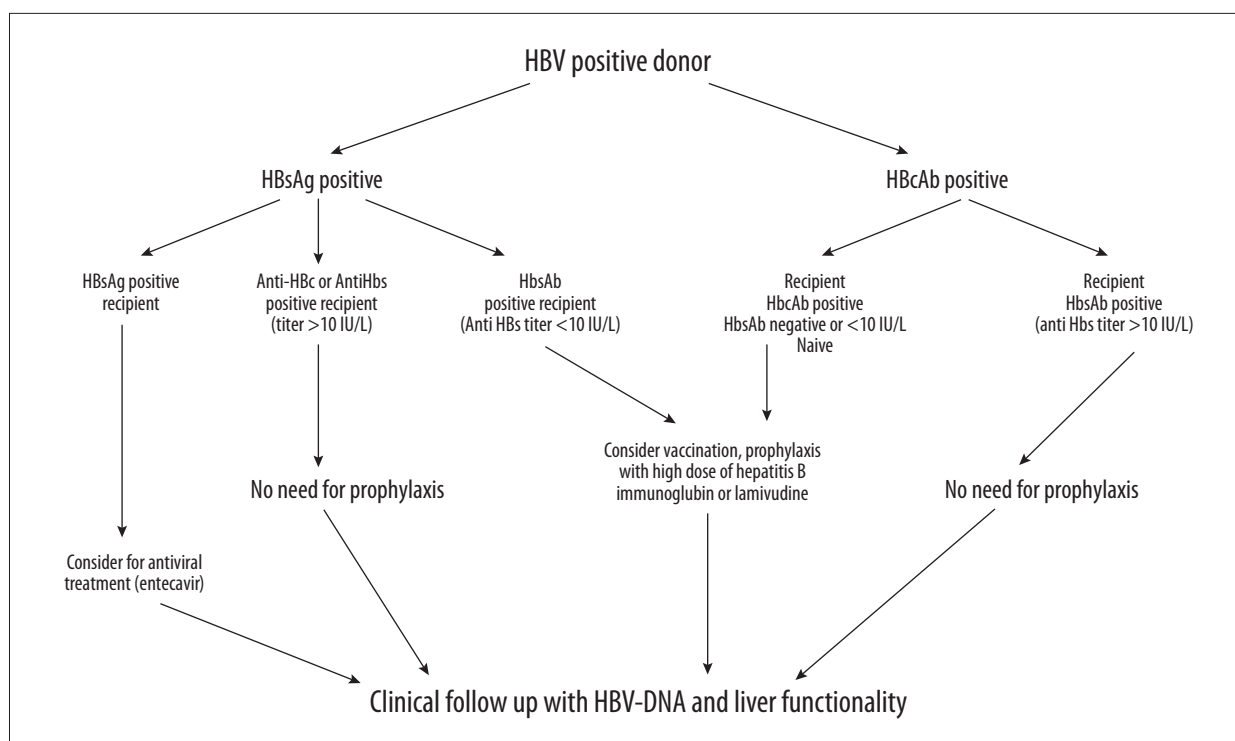 HBV positive donor
HBsAg positive
HBcAb positive
HBsAg positive
recipient
Anti-HBc or AntiHbs
positive recipient
(titer >10 IU/L)
HbsAb
positive recipient
(Anti HBs titer <10 IU/L)
Recipient
HbcAb positive
HbsAb negative or <10 IU/L
Naive
Recipient
HbsAb positive
(anti Hbs titer >10 IU/L)
Consider vaccination, prophylaxis
with high dose of hepatitis B
immunoglubin or lamivudine
No need for prophylaxis
No need for prophylaxis
Consider for antiviral
treatment (entecavir)
Clinical follow up with HBV-DNA and liver functionality